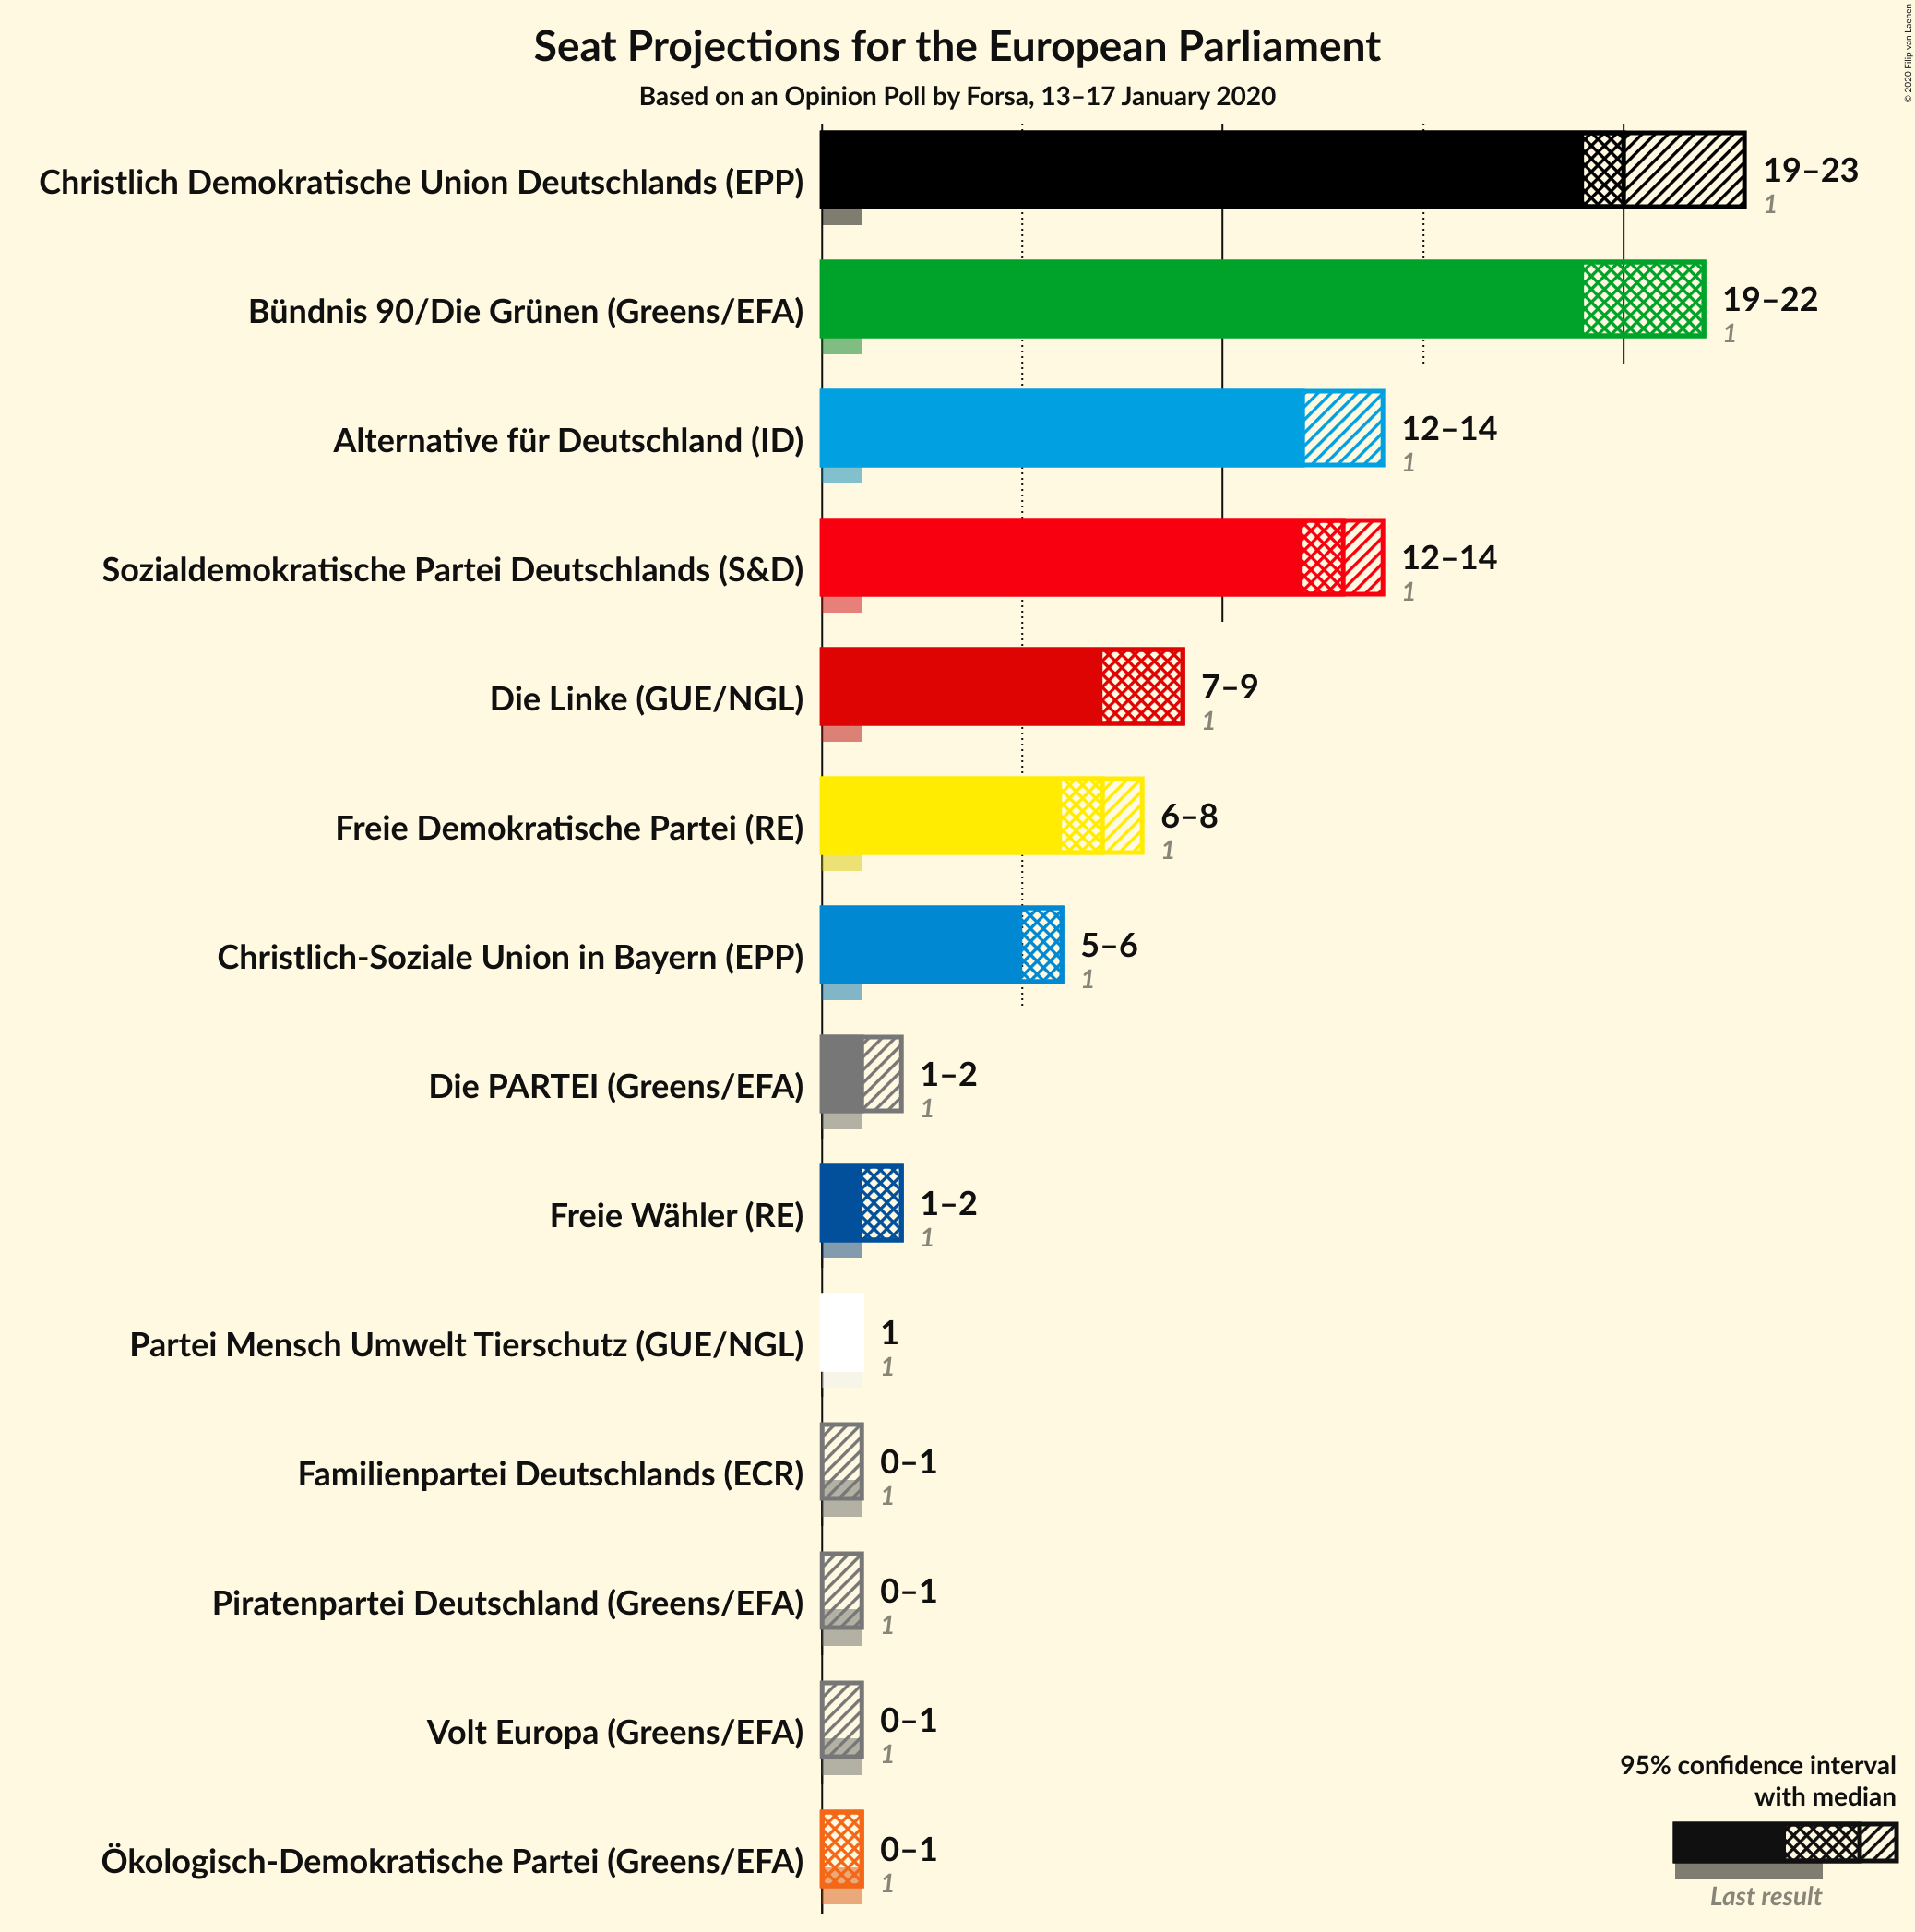 Seat Projections for the European Parliament
Based on an Opinion Poll by Forsa, 13–17 January 2020
© 2020 Filip van Laenen
Christlich Demokratische Union Deutschlands (EPP)
19–23
1
Bündnis 90/Die Grünen (Greens/EFA)
19–22
1
Alternative für Deutschland (ID)
12–14
1
Sozialdemokratische Partei Deutschlands (S&D)
12–14
1
Die Linke (GUE/NGL)
7–9
1
Freie Demokratische Partei (RE)
6–8
1
Christlich-Soziale Union in Bayern (EPP)
5–6
1
Die PARTEI (Greens/EFA)
1–2
1
Freie Wähler (RE)
1–2
1
Partei Mensch Umwelt Tierschutz (GUE/NGL)
1
1
Familienpartei Deutschlands (ECR)
0–1
1
Piratenpartei Deutschland (Greens/EFA)
0–1
1
Volt Europa (Greens/EFA)
0–1
1
Ökologisch-Demokratische Partei (Greens/EFA)
0–1
1
95% confidence interval
with median
Last result